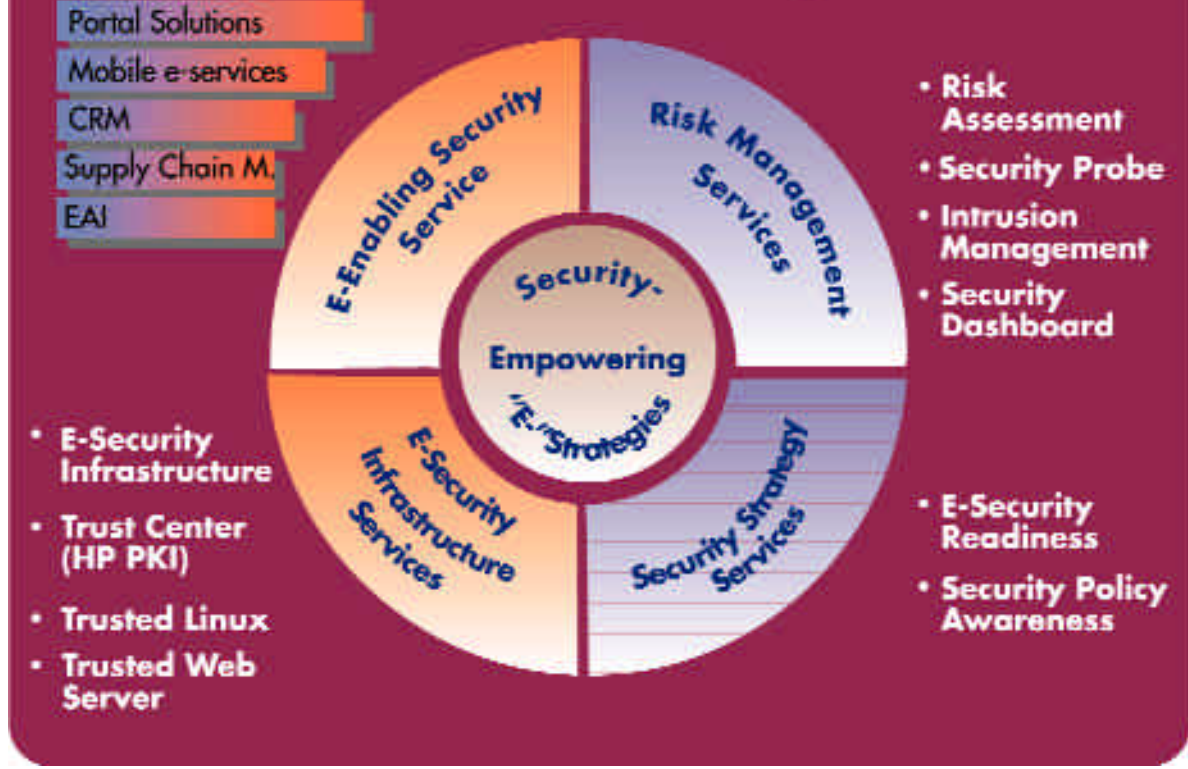 Portal Solutions
Mobile e-services
CRM
Supply Chain M.
EAI
E-Enabling Security
Service
Risk Management
Services
• Risk
Assessment
• Security Probe
• Intrusion
Management
• Security
Dashboard
Security-
Empowering
"E-"Strategies
• E-Security
Infrastructure
• Trust Center
(HP PKI)
• Trusted Linux
• Trusted Web
Server
E-Security
Infrastructure
Services
Security Strategy
Services
• E-Security
Readiness
• Security Policy
Awareness